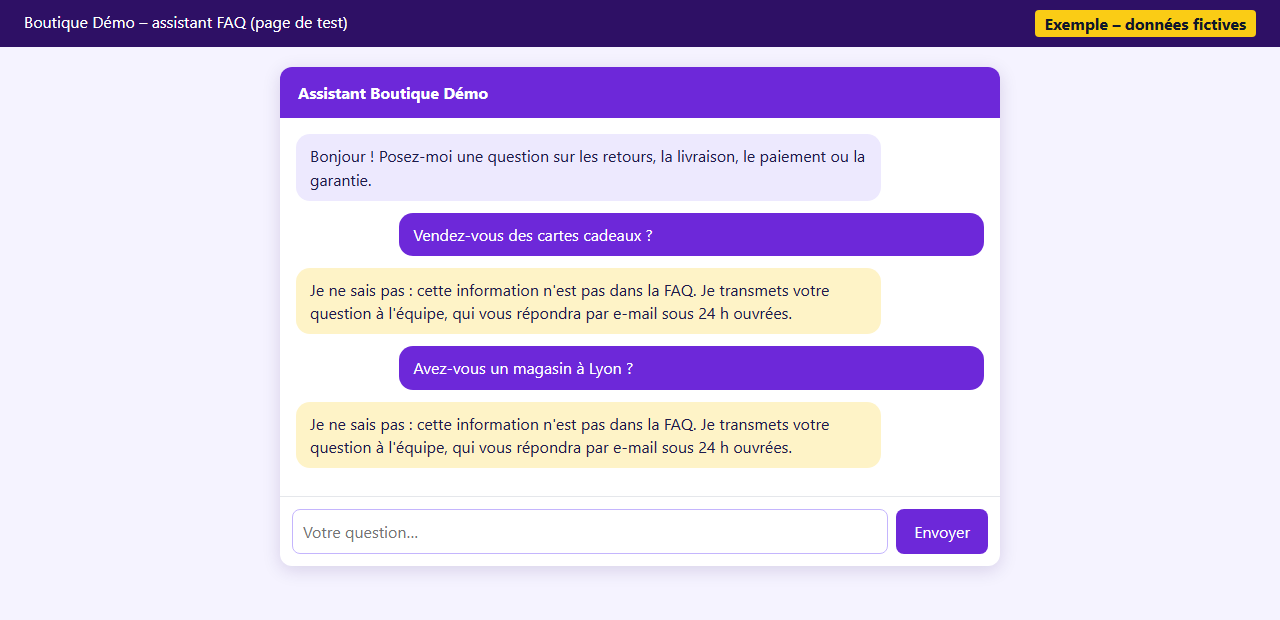 Boutique Démo – assistant FAQ (page de test)
Exemple – données fictives
Assistant Boutique Démo
Bonjour ! Posez-moi une question sur les retours, la livraison, le paiement ou la
garantie.
Vendez-vous des cartes cadeaux ?
Je ne sais pas : cette information n'est pas dans la FAQ. Je transmets votre
question à l'équipe, qui vous répondra par e-mail sous 24 h ouvrées.
Avez-vous un magasin à Lyon ?
Je ne sais pas : cette information n'est pas dans la FAQ. Je transmets votre
question à l'équipe, qui vous répondra par e-mail sous 24 h ouvrées.
Votre question...
Envoyer